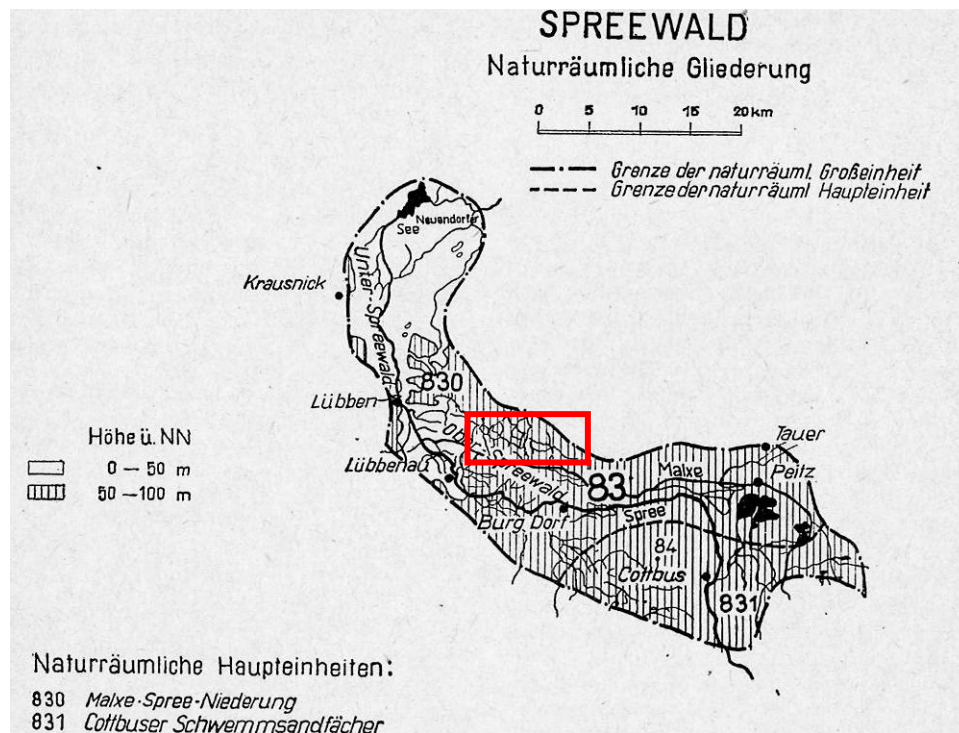 SPREEWALD
Naturräumliche Gliederung
0 5 10 15 20 km
Grenze der naturräuml. Großeinheit
Grenze der naturräuml Haupteinheit
Neuendorfer
See
Krausnick
Unter-Spreewald
830
Lübben
Ober-Spreewald
Höhe ü. NN
0 – 50 m
50 – 100 m
Lübbenau
Tauer
Malxe
Peitz
83
Burg Dorf
Spree
84
Cottbus
831
Naturräumliche Haupteinheiten:
830 Malxe-Spree-Niederung
831 Cottbuser Schwemmsandfächer